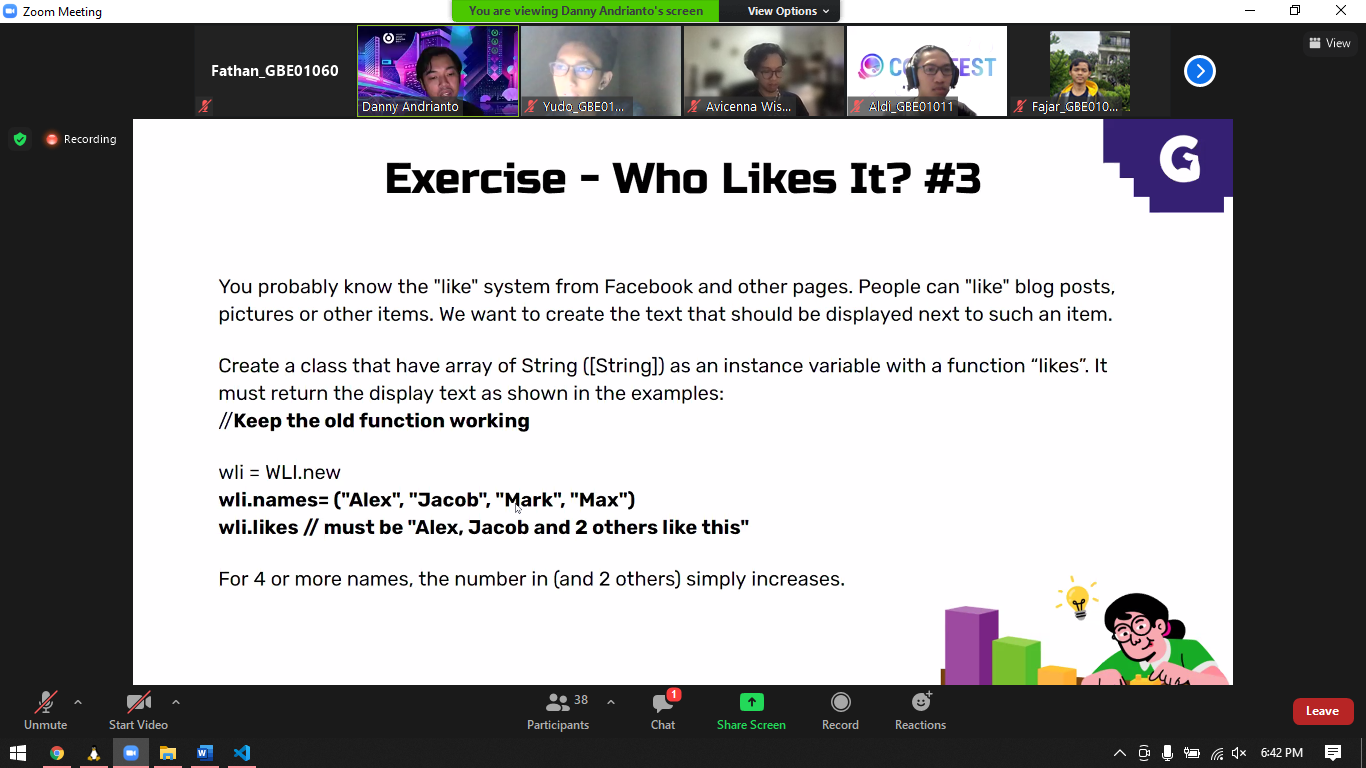 Zoom Meeting
You are viewing Danny Andrianto's screen
View Options
Fathan_GBE01060
Danny Andrianto
Yudo_GBE01...
Avicenna Wis...
Aldi_GBE01011
Fajar_GBE010...
View
Recording
G
Exercise - Who Likes It? #3
You probably know the "like" system from Facebook and other pages. People can "like" blog posts,
pictures or other items. We want to create the text that should be displayed next to such an item.
Create a class that have array of String ([String]) as an instance variable with a function “likes”. It
must return the display text as shown in the examples:
//Keep the old function working
wli = WLI.new
wli.names= ("Alex", "Jacob", "Mark", "Max")
wli.likes // must be "Alex, Jacob and 2 others like this"
For 4 or more names, the number in (and 2 others) simply increases.
Unmute
Start Video
38
Participants
1
Chat
Share Screen
Record
Reactions
Leave
6:42 PM